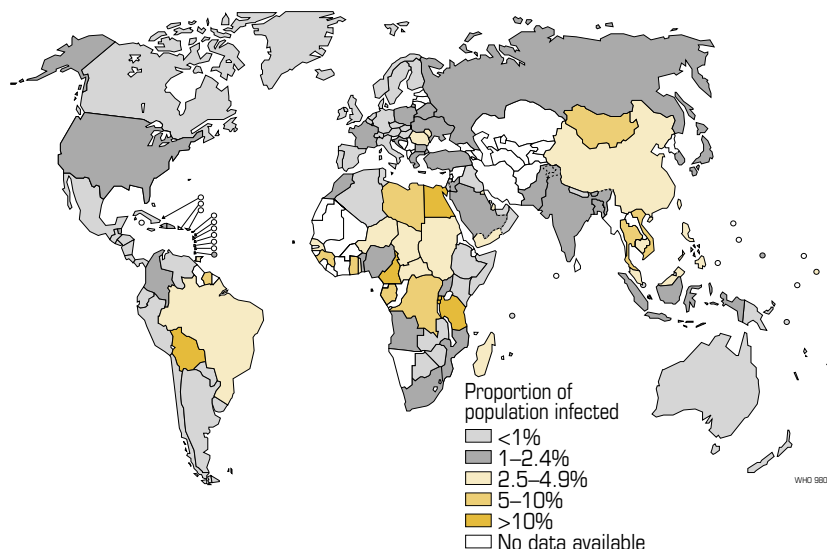 Proportion of
population infected
<1%
1–2.4%
2.5–4.9%
5–10%
>10%
No data available
WHO 980